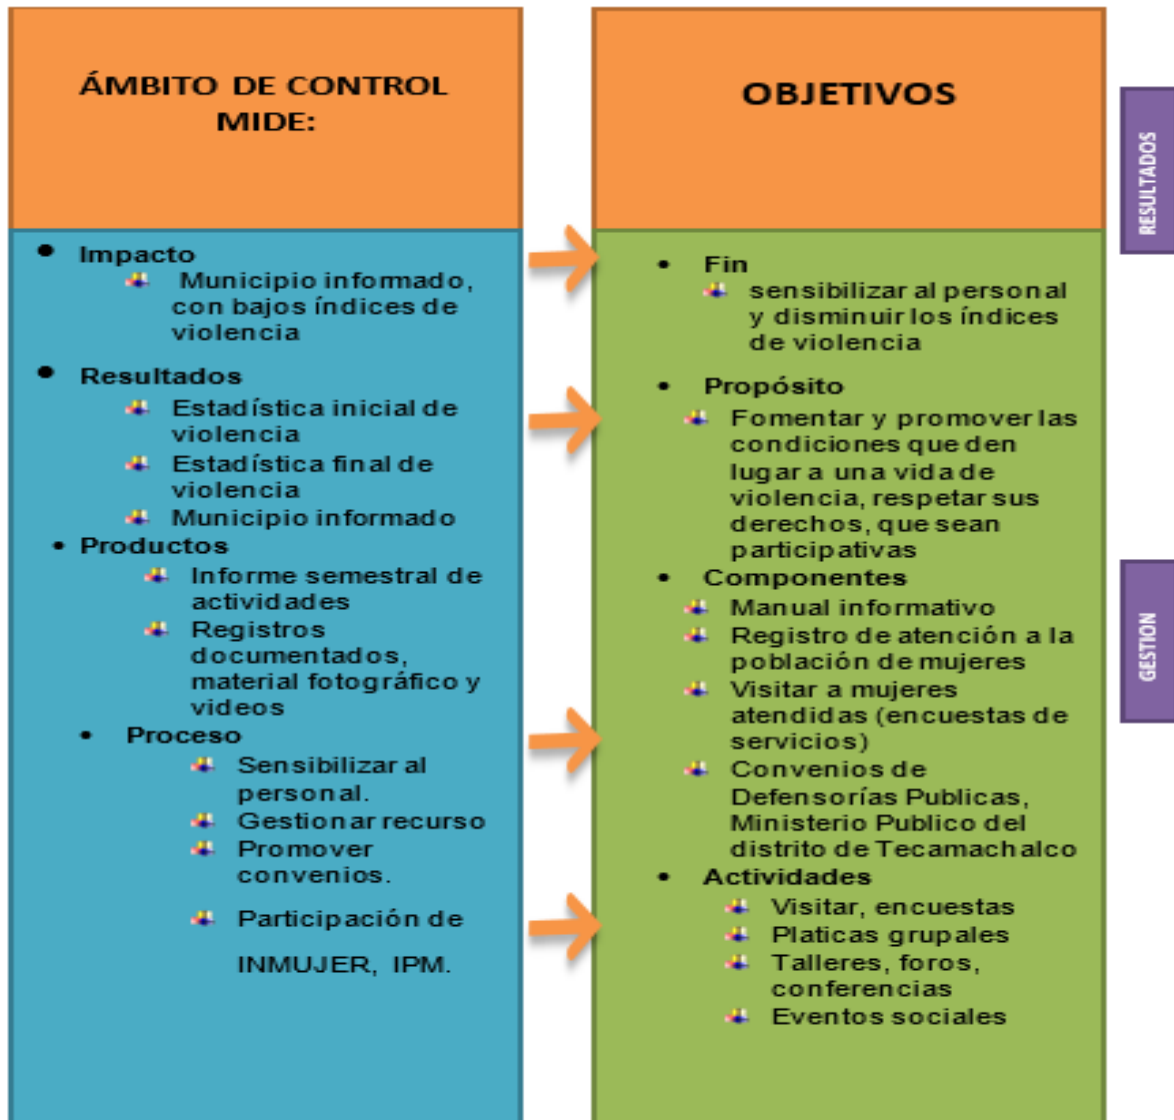 ÁMBITO DE CONTROL
MIDE:
• Impacto
Municipio informado,
con bajos índices de
violencia
• Resultados
Estadística inicial de
violencia
Estadística final de
violencia
Municipio informado
• Productos
Informe semestral de
actividades
Registros
documentados,
material fotográfico y
videos
• Proceso
Sensibilizar al
personal.
Gestionar recurso
Promover
convenios.
Participación de
INMUJER, IPM.
OBJETIVOS
• Fin
sensibilizar al personal
y disminuir los índices
de violencia
• Propósito
Fomentar y promover las
condiciones que den
lugar a una vida de
violencia, respetar sus
derechos, que sean
participativas
• Componentes
Manual informativo
Registro de atención a la
población de mujeres
Visitar a mujeres
atendidas (encuestas de
servicios)
Convenios de
Defensorías Publicas,
Ministerio Publico del
distrito de Tecamachalco
• Actividades
Visitar, encuestas
Platicas grupales
Talleres, foros,
conferencias
Eventos sociales
RESULTADOS
GESTION